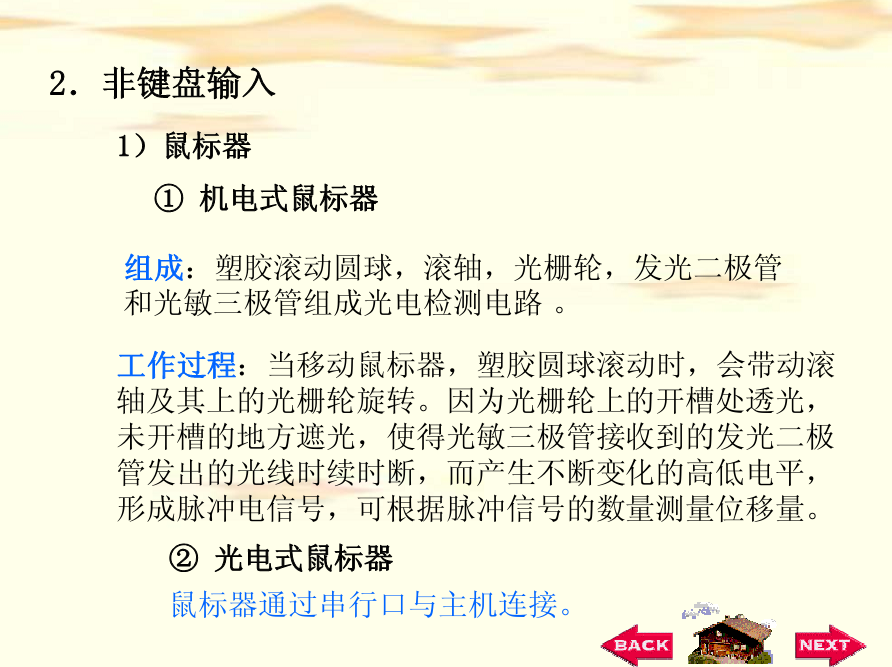 2．非键盘输入
1）鼠标器
① 机电式鼠标器
组成：塑胶滚动圆球，滚轴，光栅轮，发光二极管
和光敏三极管组成光电检测电路 。
工作过程：当移动鼠标器，塑胶圆球滚动时，会带动滚
轴及其上的光栅轮旋转。因为光栅轮上的开槽处透光，
未开槽的地方遮光，使得光敏三极管接收到的发光二极
管发出的光线时续时断，而产生不断变化的高低电平，
形成脉冲电信号，可根据脉冲信号的数量测量位移量。
② 光电式鼠标器
鼠标器通过串行口与主机连接。
BACK NEXT